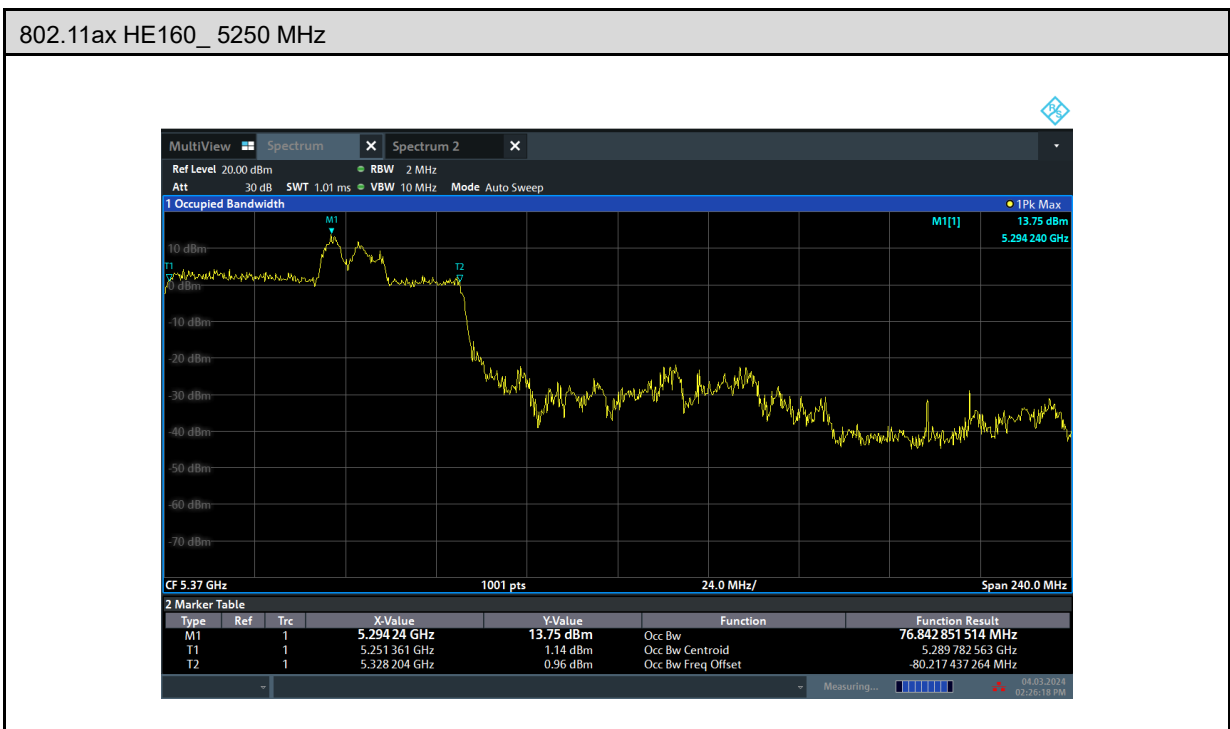 802.11ax HE160_ 5250 MHz
R&S
MultiView Spectrum X Spectrum 2 X
Ref Level 20.00 dBm RBW 2 MHz
Att 30 dB SWT 1.01 ms VBW 10 MHz Mode Auto Sweep
1 Occupied Bandwidth 1Pk Max
M1 M1[1] 13.75 dBm
5.294 240 GHz
10 dBm
T1 T2
0 dBm
-10 dBm
-20 dBm
-30 dBm
-40 dBm
-50 dBm
-60 dBm
-70 dBm
CF 5.37 GHz 1001 pts 24.0 MHz/ Span 240.0 MHz
2 Marker Table
Type Ref Trc X-Value Y-Value Function Function Result
M1 1 5.294 24 GHz 13.75 dBm Occ Bw 76.842 851 514 MHz
T1 1 5.251 361 GHz 1.14 dBm Occ Bw Centroid 5.289 782 563 GHz
T2 1 5.328 204 GHz 0.96 dBm Occ Bw Freq Offset -80.217 437 264 MHz
Measuring... 04.03.2024
02:26:18 PM